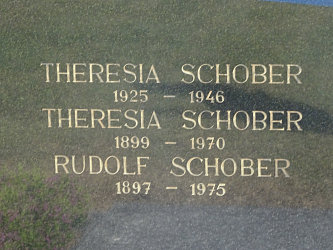 THERESIA SCHOBER
1925 – 1946
THERESIA SCHOBER
1899 – 1970
RUDOLF SCHOBER
1897 – 1975